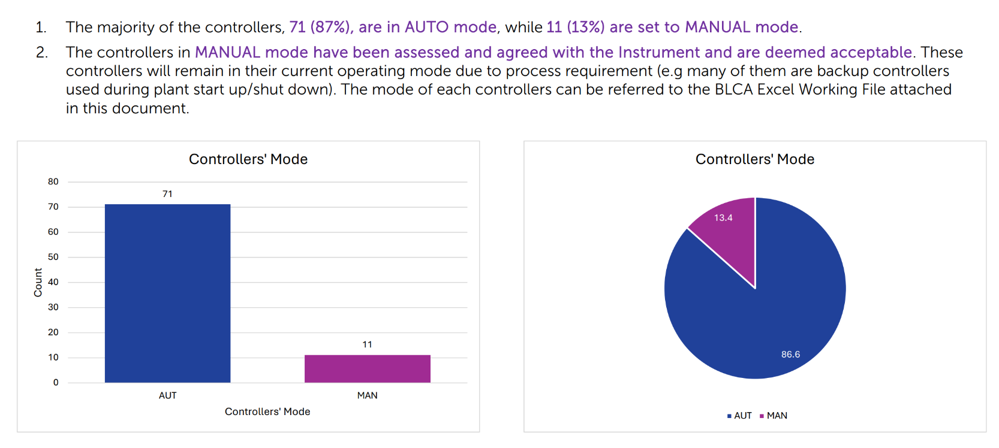 1. The majority of the controllers, 71 (87%), are in AUTO mode, while 11 (13%) are set to MANUAL mode.
2. The controllers in MANUAL mode have been assessed and agreed with the Instrument and are deemed acceptable. These
controllers will remain in their current operating mode due to process requirement (e.g many of them are backup controllers
used during plant start up/shut down). The mode of each controllers can be referred to the BLCA Excel Working File attached
in this document.
Controllers' Mode
80
70
60
50
40
30
20
10
0
Count
71
11
AUT
MAN
Controllers' Mode
Controllers' Mode
13.4
86.6
AUT MAN